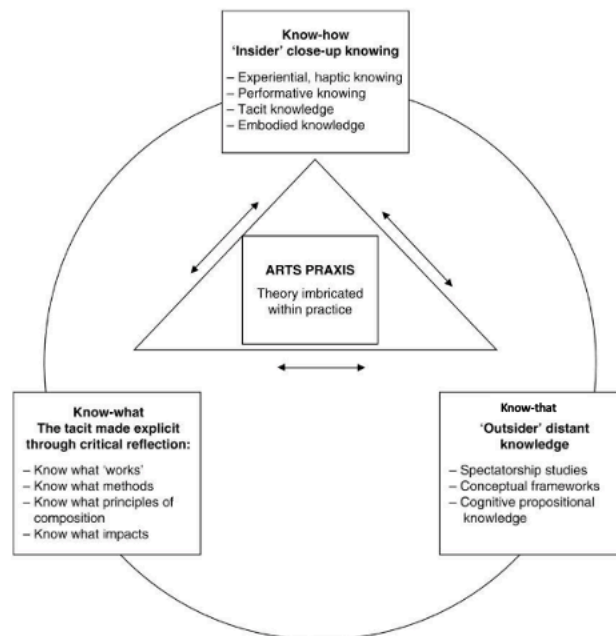 Know-how
‘Insider’ close-up knowing
– Experiential, haptic knowing
– Performative knowing
– Tacit knowledge
– Embodied knowledge
ARTS PRAXIS
Theory imbricated
within practice
Know-what
The tacit made explicit
through critical reflection:
– Know what ‘works’
– Know what methods
– Know what principles of
composition
– Know what impacts
Know-that
‘Outsider’ distant
knowledge
– Spectatorship studies
– Conceptual frameworks
– Cognitive propositional
knowledge